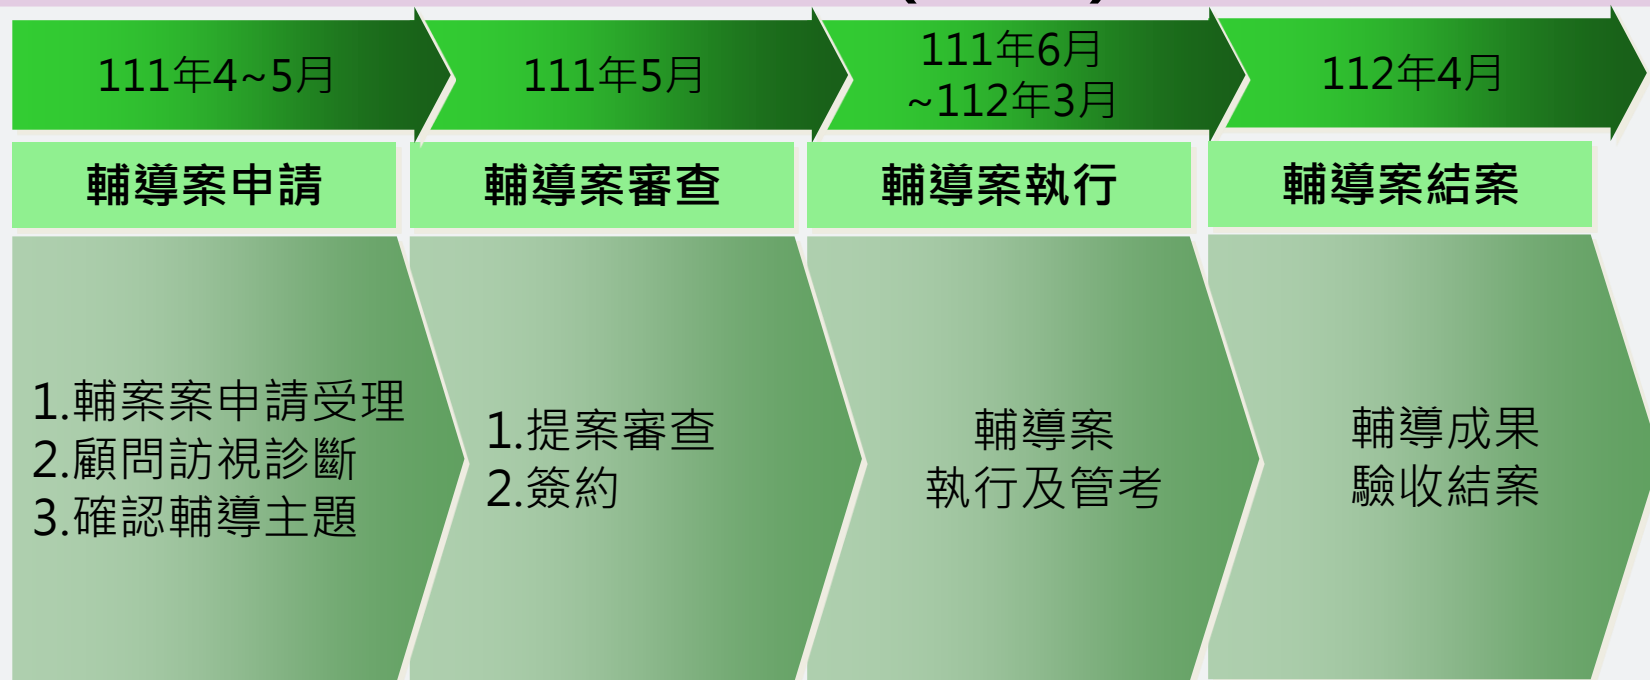 111年4~5月
111年5月
111年6月
~112年3月
112年4月
輔導案申請
輔導案審查
輔導案執行
輔導案結案
1.輔案案申請受理
2.顧問訪視診斷
3.確認輔導主題
1.提案審查
2.簽約
輔導案
執行及管考
輔導成果
驗收結案